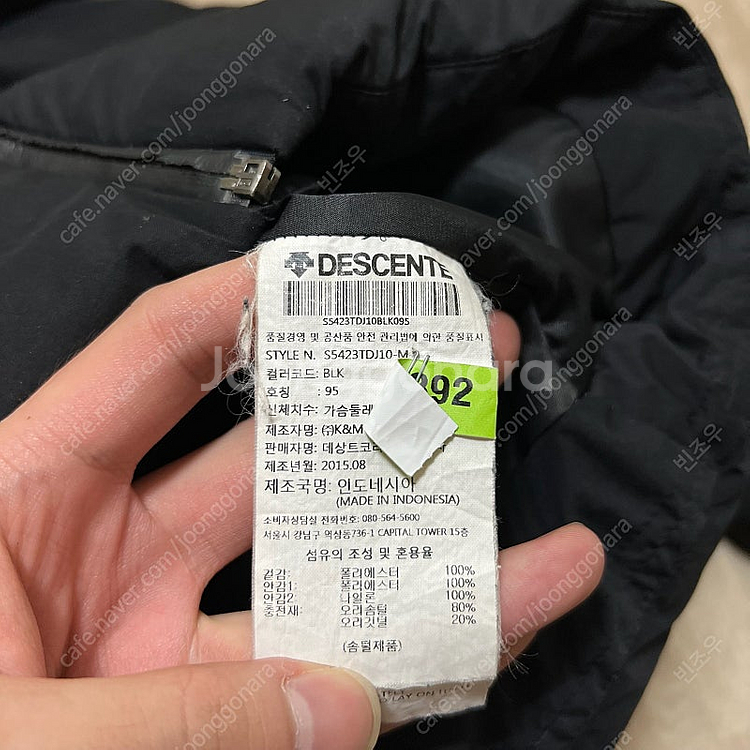 DESCENTE
S5423TDJ10BLK095
품질경영 및 공산품 안전 관리법에 의한 품질표시
STYLE N. S5423TDJ10-M
컬러코드: BLK
호칭 : 95
신체치수: 가슴둘레
292
제조자명: (주)K&M
판매자명: 데상트코리
제조년월: 2015.08
제조국명: 인도네시아
(MADE IN INDONESIA)
소비자상담실 전화번호: 080-564-5600
서울시 강남구 역삼동736-1 CAPITAL TOWER 15층
섬유의 조성 및 혼용율
겉감: 폴리에스터 100%
안감1: 폴리에스터 100%
안감2: 나일론 100%
충전재: 오리솜털 80%
오리깃털 20%
(솜털제품)
Joonggonara
cafe.naver.com/joonggonara
빈조우